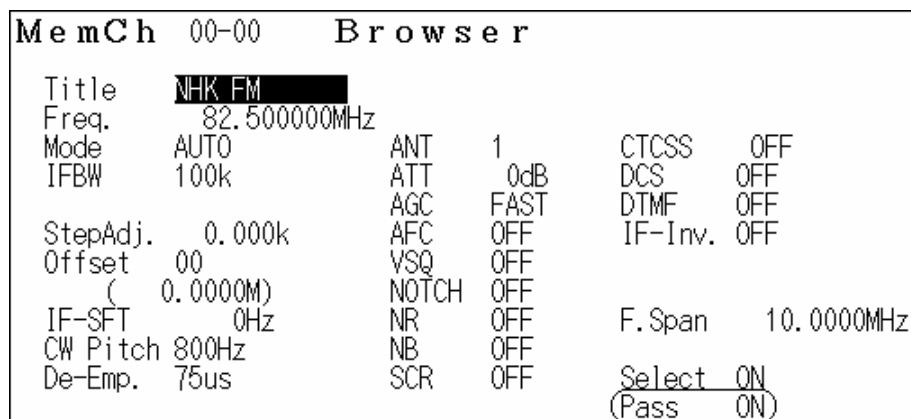 MemCh 00-00 Browser
Title NHK FM
Freq. 82.500000MHz
Mode AUTO ANT 1 CTCSS OFF
IFBW 100k ATT 0dB DCS OFF
AGC FAST DTMF OFF
StepAdj. 0.000k AFC OFF IF-Inv. OFF
Offset 00 VSQ OFF
( 0.0000M) NOTCH OFF
IF-SFT 0Hz NR OFF F.Span 10.0000MHz
CW Pitch 800Hz NB OFF
De-Emp. 75us SCR OFF Select ON
(Pass ON)